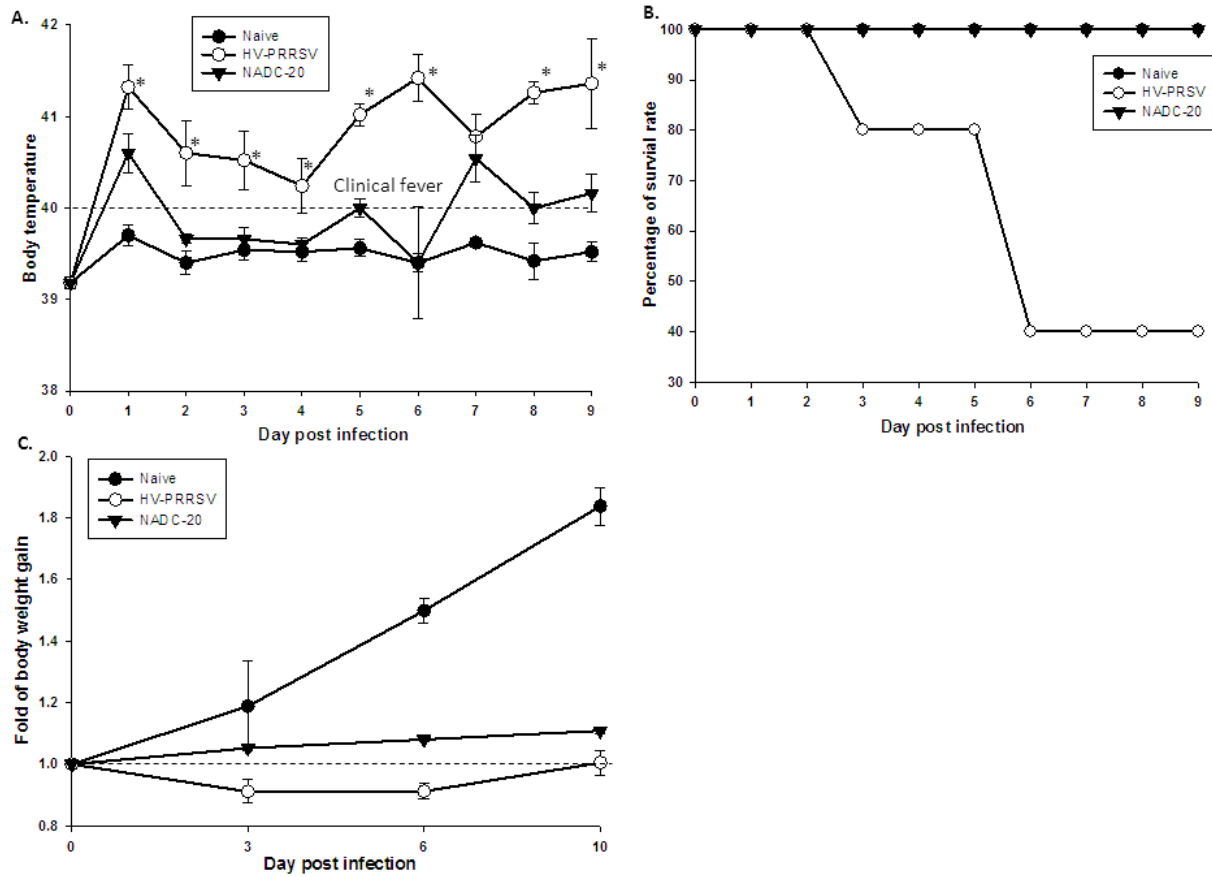 A.
Body temperature
42
41
40
39
38
Naive
HV-PRRSV
NADC-20
*
*
*
*
*
*
*
*
Clinical fever
0 1 2 3 4 5 6 7 8 9
Day post infection
B.
Percentage of survial rate
100
90
80
70
60
50
40
30
Naive
HV-PRSV
NADC-20
0 1 2 3 4 5 6 7 8 9
Day post infection
C.
Fold of body weight gain
2.0
1.8
1.6
1.4
1.2
1.0
0.8
Naive
HV-PRRSV
NADC-20
0 3 6 10
Day post infection